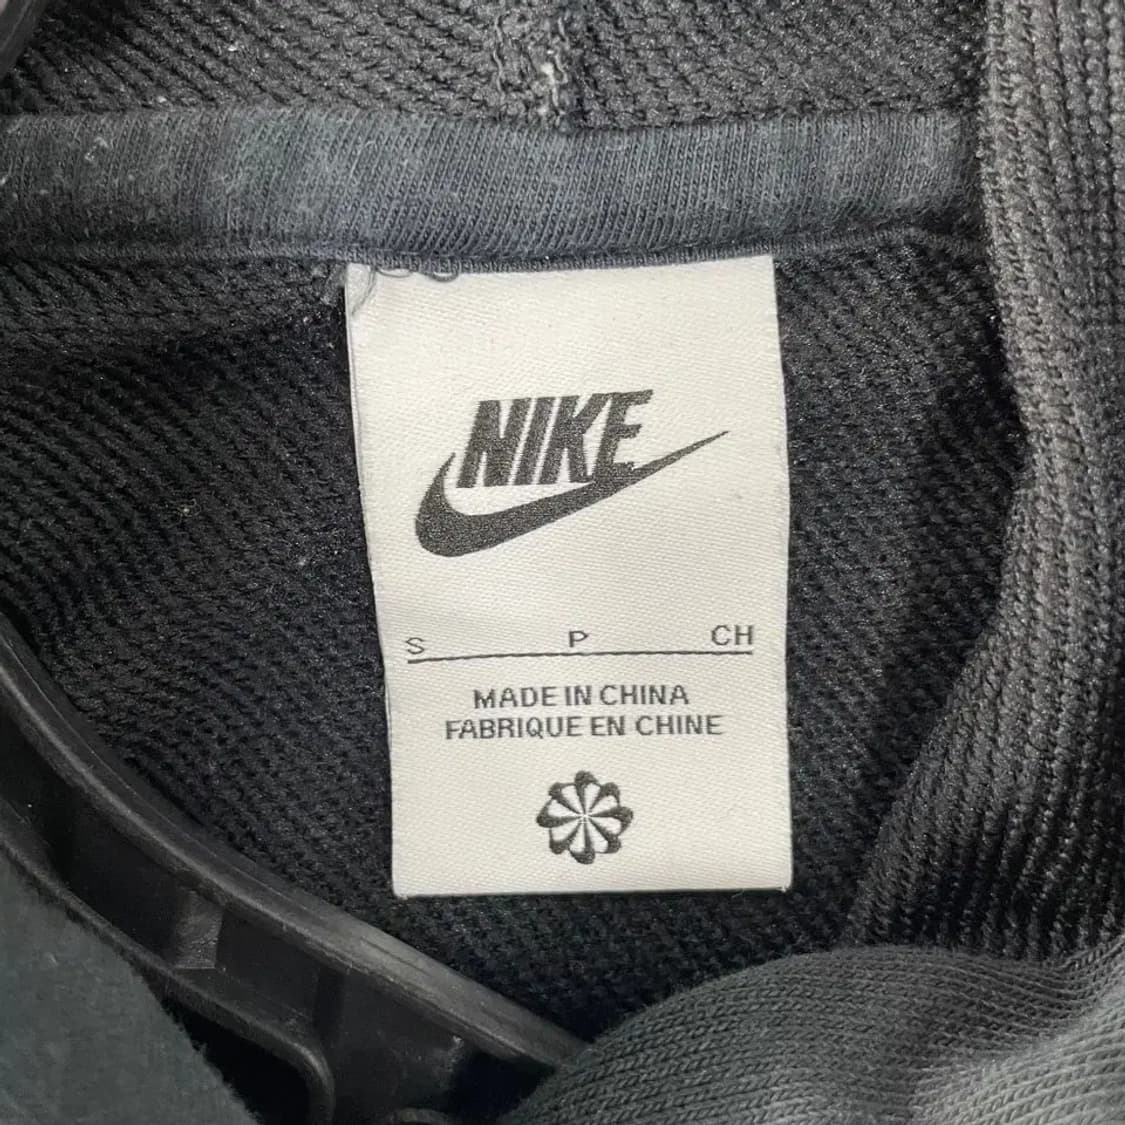 NIKE
S P CH
MADE IN CHINA
FABRIQUE EN CHINE